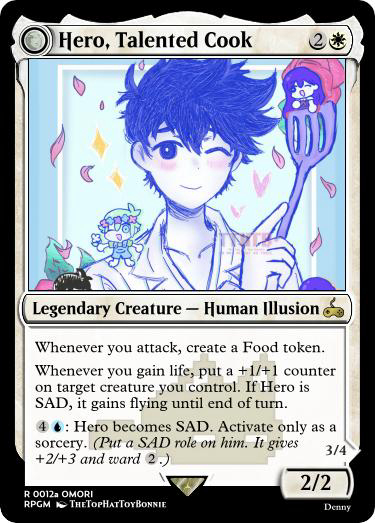 Hero, Talented Cook 2
Legendary Creature — Human Illusion
Whenever you attack, create a Food token.
Whenever you gain life, put a +1/+1 counter
on target creature you control. If Hero is
SAD, it gains flying until end of turn.
4 : Hero becomes SAD. Activate only as a
sorcery. (Put a SAD role on him. It gives
+2/+3 and ward 2.)
3/4
2/2
R 0012a OMORI
RPGM TheTopHatToyBonnie
Denny